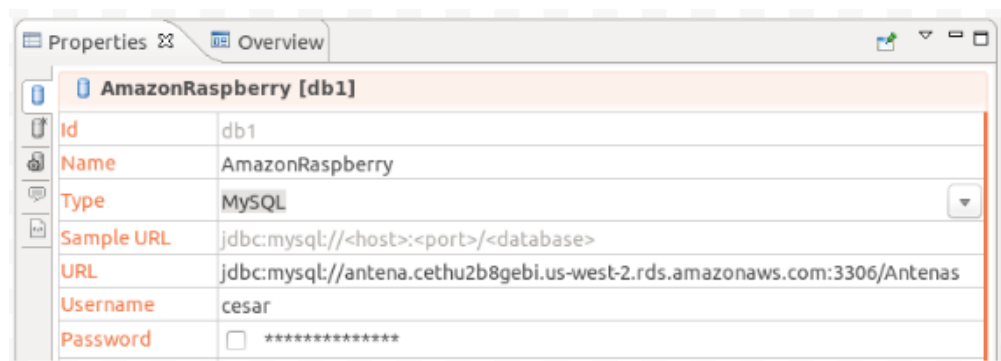 Properties Overview
AmazonRaspberry [db1]
Id db1
Name AmazonRaspberry
Type MySQL
Sample URL jdbc:mysql://<host>:<port>/<database>
URL jdbc:mysql://antena.cethu2b8gebi.us-west-2.rds.amazonaws.com:3306/Antenas
Username cesar
Password **************